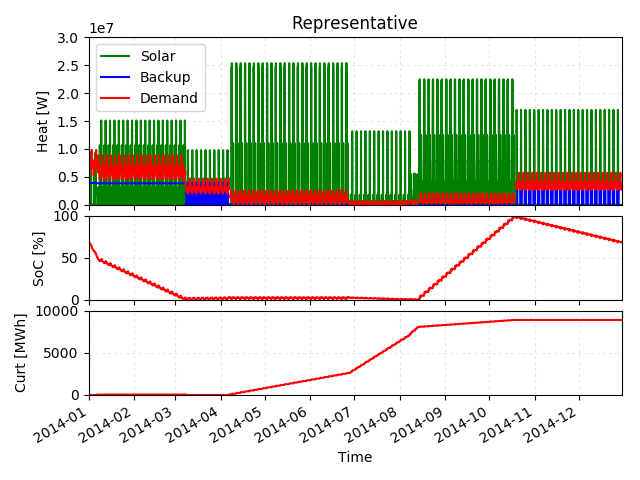 Representative
1e7
3.0
2.5
2.0
1.5
1.0
0.5
0.0
Heat [W]
Solar
Backup
Demand
100
50
0
SoC [%]
10000
5000
0
Curt [MWh]
2014-01
2014-02
2014-03
2014-04
2014-05
2014-06
2014-07
2014-08
2014-09
2014-10
2014-11
2014-12
Time